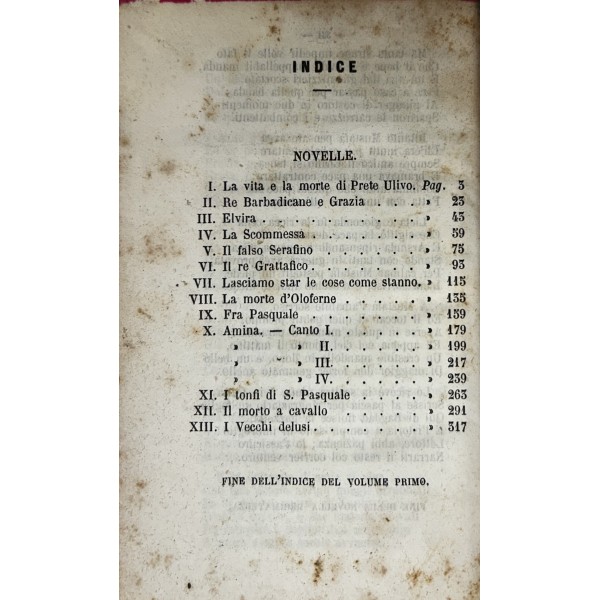 INDICE
NOVELLE.
I. La vita e la morte di Prete Ulivo. Pag. 3
II. Re Barbadicane e Grazia . . . » 23
III. Elvira . . . . . . . . . » 43
IV. La Scommessa . . . . . . . » 59
V. Il falso Serafino . . . . . . » 75
VI. Il re Grattafico . . . . . . . » 93
VII. Lasciamo star le cose come stanno. » 115
VIII. La morte d'Oloferne . . . . . » 135
IX. Fra Pasquale . . . . . . . » 159
X. Amina. — Canto I. . . . . . » 179
» » II. . . . . . » 199
» » III. . . . . . » 217
» » IV. . . . . . » 239
XI. I tonfi di S. Pasquale . . . . » 263
XII. Il morto a cavallo . . . . . » 291
XIII. I Vecchi delusi . . . . . . . » 317
FINE DELL'INDICE DEL VOLUME PRIMO.